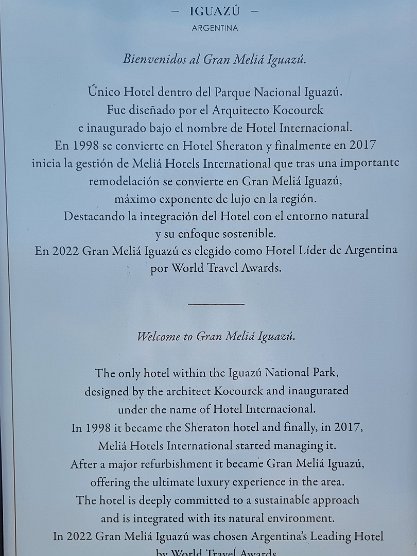 — IGUAZÚ —
ARGENTINA
Bienvenidos al Gran Meliá Iguazú.
Único Hotel dentro del Parque Nacional Iguazú.
Fue diseñado por el Arquitecto Kocourek
e inaugurado bajo el nombre de Hotel Internacional.
En 1998 se convierte en Hotel Sheraton y finalmente en 2017
inicia la gestión de Meliá Hotels International que tras una importante
remodelación se convierte en Gran Meliá Iguazú,
máximo exponente de lujo en la región.
Destacando la integración del Hotel con el entorno natural
y su enfoque sostenible.
En 2022 Gran Meliá Iguazú es elegido como Hotel Líder de Argentina
por World Travel Awards.
Welcome to Gran Meliá Iguazú.
The only hotel within the Iguazú National Park,
designed by the architect Kocourek and inaugurated
under the name of Hotel Internacional.
In 1998 it became the Sheraton hotel and finally, in 2017,
Meliá Hotels International started managing it.
After a major refurbishment it became Gran Meliá Iguazú,
offering the ultimate luxury experience in the area.
The hotel is deeply committed to a sustainable approach
and is integrated with its natural environment.
In 2022 Gran Meliá Iguazú was chosen Argentina's Leading Hotel
by World Travel Awards